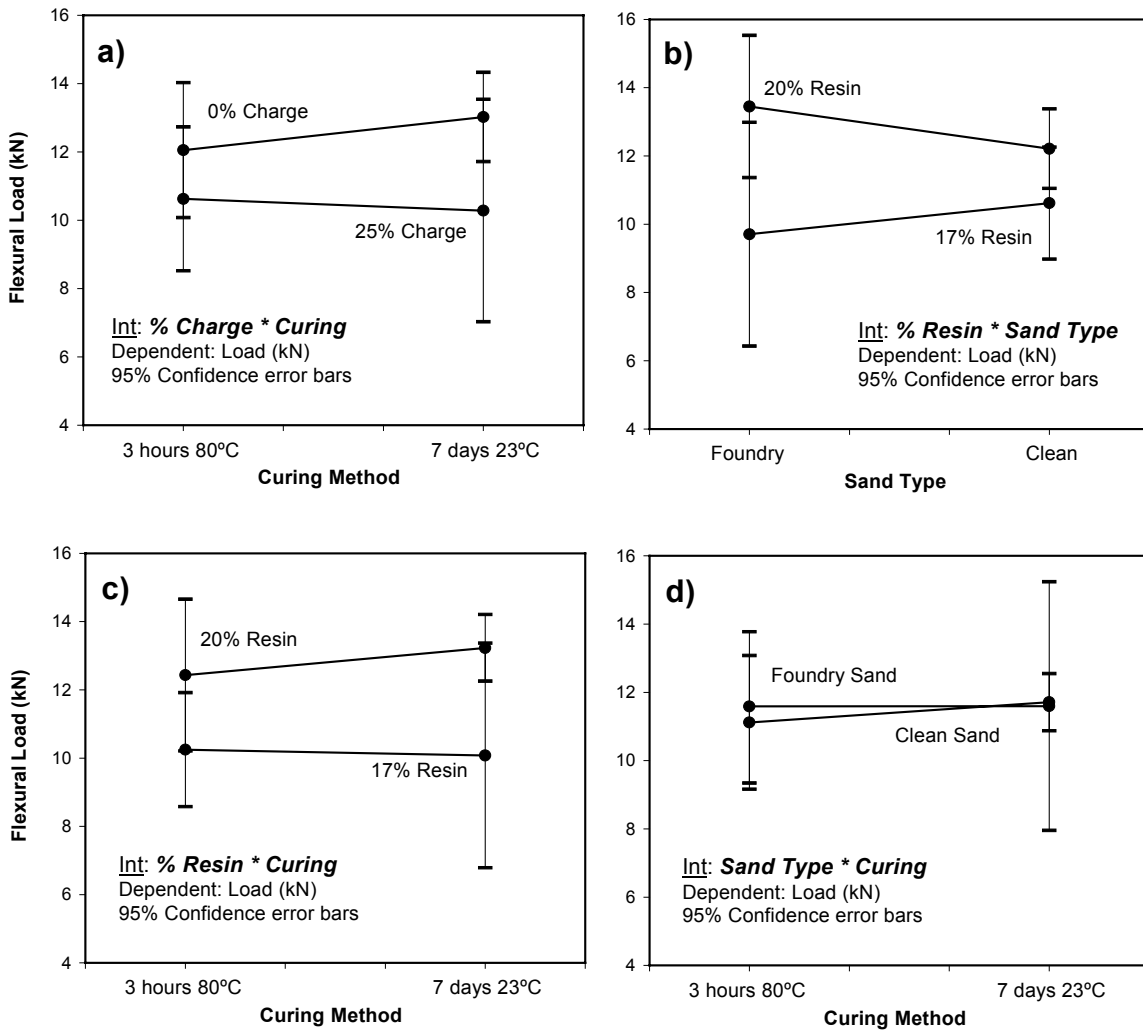 a)
16
14
12
10
8
6
4
Flexural Load (kN)
0% Charge
25% Charge
Int: % Charge * Curing
Dependent: Load (kN)
95% Confidence error bars
3 hours 80ºC
7 days 23ºC
Curing Method
b)
16
14
12
10
8
6
4
20% Resin
17% Resin
Int: % Resin * Sand Type
Dependent: Load (kN)
95% Confidence error bars
Foundry
Clean
Sand Type
c)
16
14
12
10
8
6
4
Flexural Load (kN)
20% Resin
17% Resin
Int: % Resin * Curing
Dependent: Load (kN)
95% Confidence error bars
3 hours 80ºC
7 days 23ºC
Curing Method
d)
16
14
12
10
8
6
4
Foundry Sand
Clean Sand
Int: Sand Type * Curing
Dependent: Load (kN)
95% Confidence error bars
3 hours 80ºC
7 days 23ºC
Curing Method